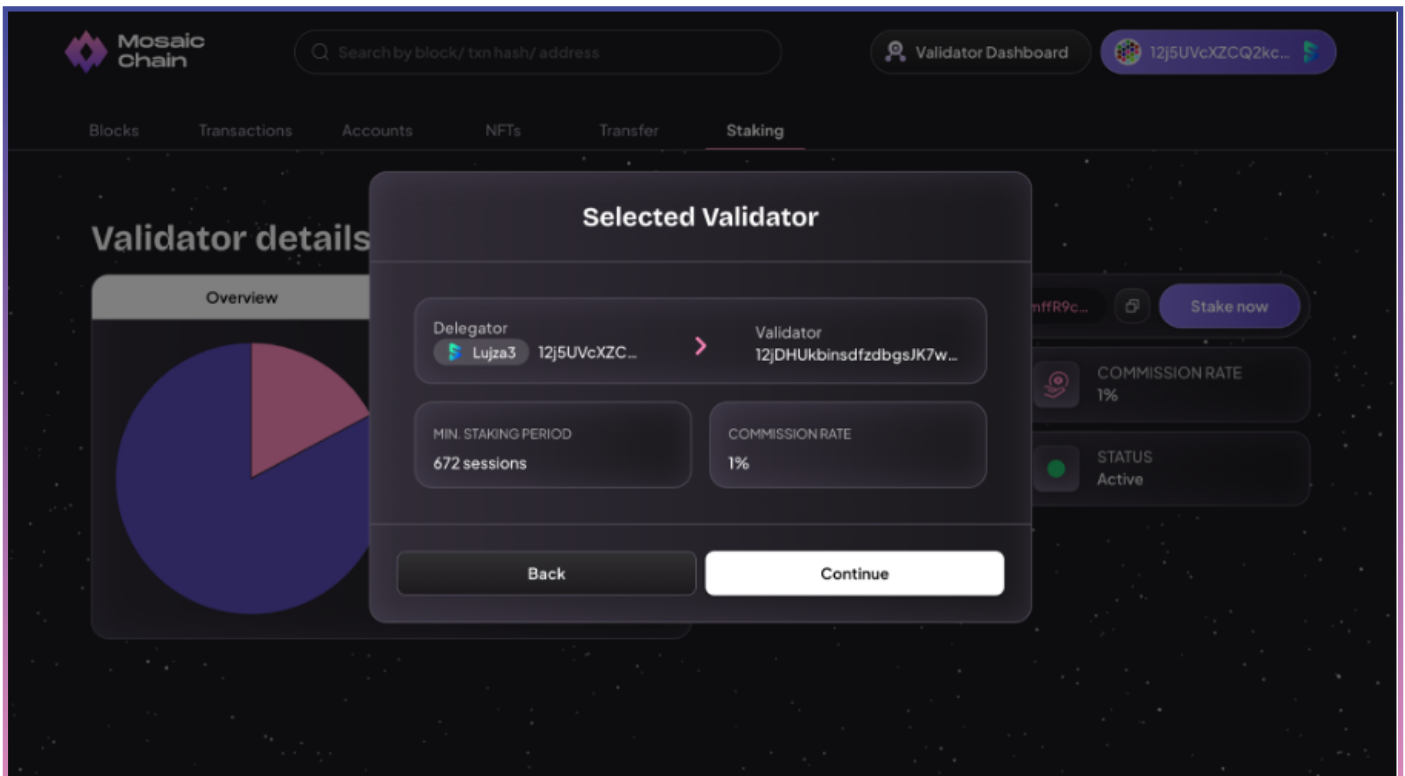 Mosaic
Chain
Search by block/ txn hash/ address
Validator Dashboard
12j5UVcXZCQ2kc...
Blocks
Transactions
Accounts
NFTs
Transfer
Staking
Validator details
Overview
Selected Validator
Delegator
Lujza3
12j5UVcXZC...
Validator
12jDHUkbinsdfzdbgsJK7w...
MIN. STAKING PERIOD
672 sessions
COMMISSION RATE
1%
Back
Continue
mffR9c...
Stake now
COMMISSION RATE
1%
STATUS
Active